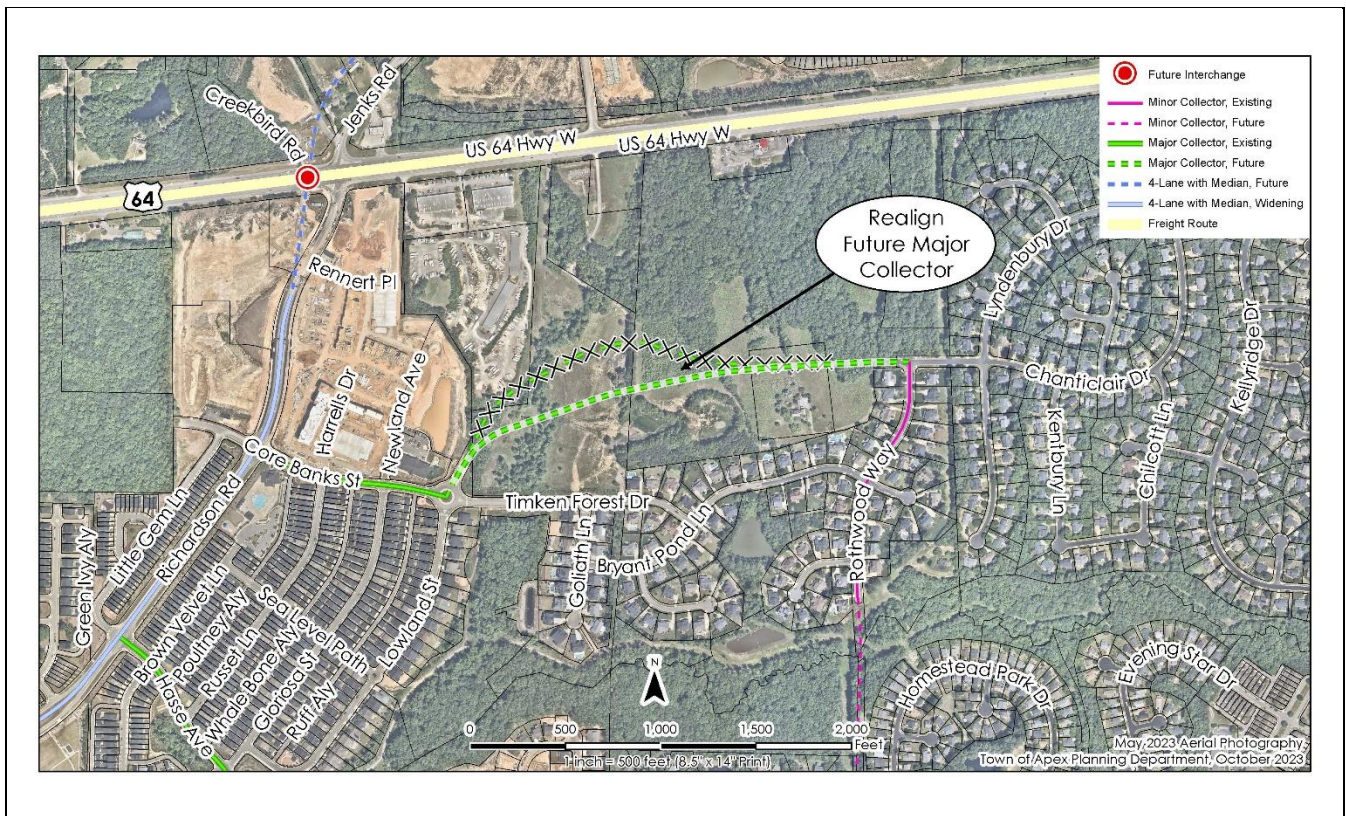 Future Interchange
Minor Collector, Existing
Minor Collector, Future
Major Collector, Existing
Major Collector, Future
4-Lane with Median, Future
4-Lane with Median, Widening
Freight Route
Creekbird Rd
Jenks Rd
US 64 Hwy W
US 64 Hwy W
64
Realign
Future Major
Collector
Lyndenbury Dr
Rennert Pl
Newland Ave
Harrells Dr
Chanticlair Dr
Kellyridge Dr
Kentbury Ln
Chilcott Ln
Core Banks St
Timken Forest Dr
Rothwood Way
Goliath Ln
Bryant Pond Ln
Green Ivy Aly
Little Gem Ln
Richardson Rd
Brown Velvet Ln
Poultney Aly
Russet Ln
Sea Level Path
Lowland St
Hasse Ave
Whale Bone Aly
Gloriosa St
Ruff Aly
Homestead Park Dr
Evening Star Dr
N
0 500 1,000 1,500 2,000
Feet
1 inch = 500 feet (8.5" x 14" Print)
May 2023 Aerial Photography
Town of Apex Planning Department, October 2023